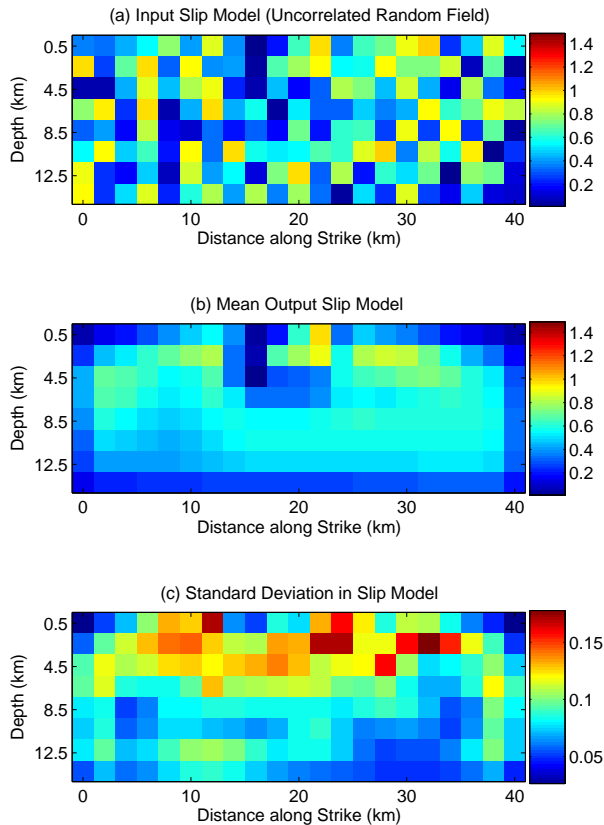 (a) Input Slip Model (Uncorrelated Random Field)
0.5
4.5
8.5
12.5
Depth (km)
0 10 20 30 40
Distance along Strike (km)
1.4
1.2
1
0.8
0.6
0.4
0.2
(b) Mean Output Slip Model
0.5
4.5
8.5
12.5
Depth (km)
0 10 20 30 40
Distance along Strike (km)
1.4
1.2
1
0.8
0.6
0.4
0.2
(c) Standard Deviation in Slip Model
0.5
4.5
8.5
12.5
Depth (km)
0 10 20 30 40
Distance along Strike (km)
0.15
0.1
0.05